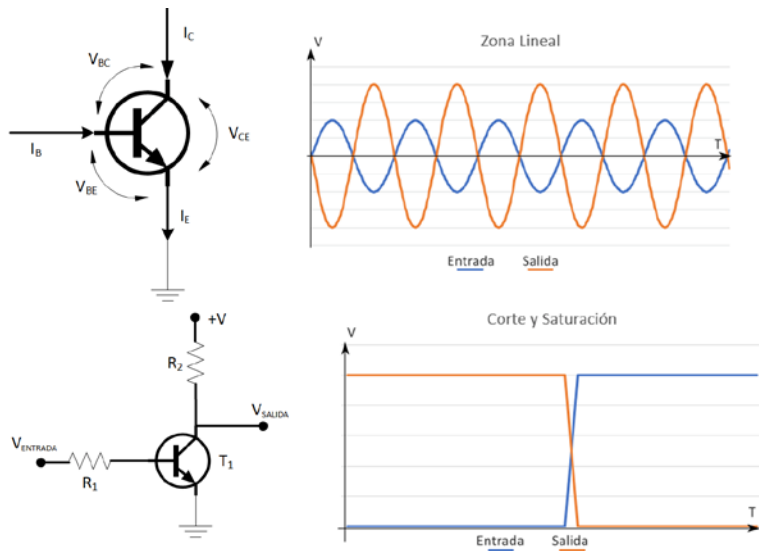 I_C
V_BC
V_CE
I_B
V_BE
I_E
Zona Lineal
V
T
Entrada Salida
+V
R_2
V_SALIDA
V_ENTRADA
R_1
T_1
Corte y Saturación
V
T
Entrada Salida